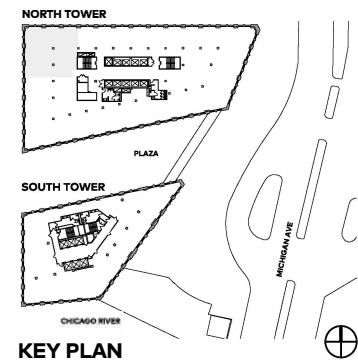 NORTH TOWER
PLAZA
SOUTH TOWER
MICHIGAN AVE
CHICAGO RIVER
KEY PLAN